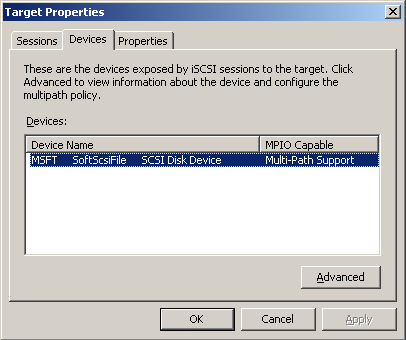 Target Properties
Sessions Devices Properties
These are the devices exposed by iSCSI sessions to the target. Click
Advanced to view information about the device and configure the
multipath policy.
Devices:
Device Name MPIO Capable
MSFT SoftScsiFile SCSI Disk Device Multi-Path Support
Advanced
OK Cancel Apply